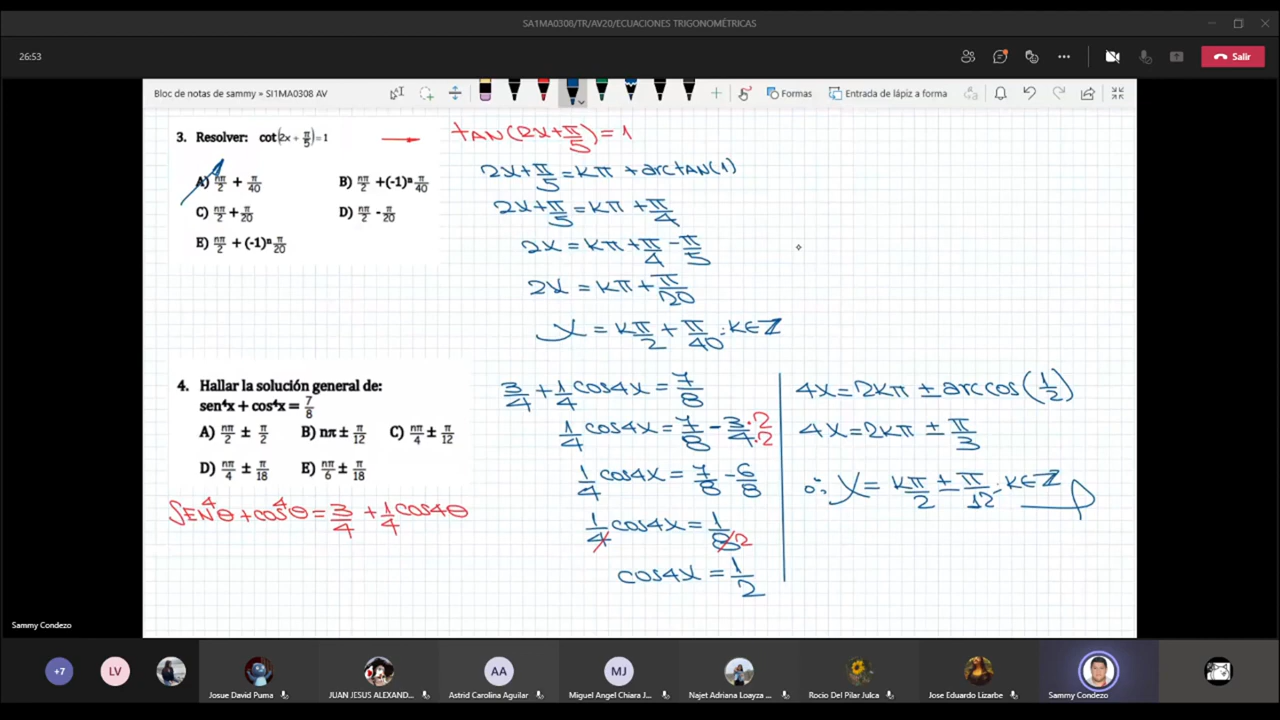 SA1MA0308/TR/AV20/ECUACIONES TRIGONOMÉTRICAS
26:53
Salir
Bloc de notas de sammy » SI1MA0308 AV
Formas
Entrada de lápiz a forma
3. Resolver: cot(2x + π/5) = 1
A) nπ/2 + π/40
B) nπ/2 +(-1)ⁿ π/40
C) nπ/2 + π/20
D) nπ/2 - π/20
E) nπ/2 + (-1)ⁿ π/20
TAN(2x+π/5) = 1
2x+π/5 = kπ + arcTAN(1)
2x+π/5 = kπ + π/4
2x = kπ + π/4 - π/5
2x = kπ + π/20
x = kπ/2 + π/40 ; k∈Z
4. Hallar la solución general de:
sen⁴x + cos⁴x = 7/8
A) nπ/2 ± π/2
B) nπ ± π/12
C) nπ/4 ± π/12
D) nπ/4 ± π/18
E) nπ/6 ± π/18
SEN⁴θ + cos⁴θ = 3/4 + 1/4 cos4θ
3/4 + 1/4 cos4x = 7/8
1/4 cos4x = 7/8 - 3·2/4·2
1/4 cos4x = 7/8 - 6/8
1/4 cos4x = 1/8 2
cos4x = 1/2
4x = 2kπ ± arccos(1/2)
4x = 2kπ ± π/3
∴ x = kπ/2 ± π/12 ; k∈Z
Sammy Condezo
+7
LV
Josue David Puma
JUAN JESUS ALEXAND...
AA
Astrid Carolina Aguilar
MJ
Miguel Angel Chiara J...
Najet Adriana Loayza ...
Rocio Del Pilar Julca
Jose Eduardo Lizarbe
Sammy Condezo